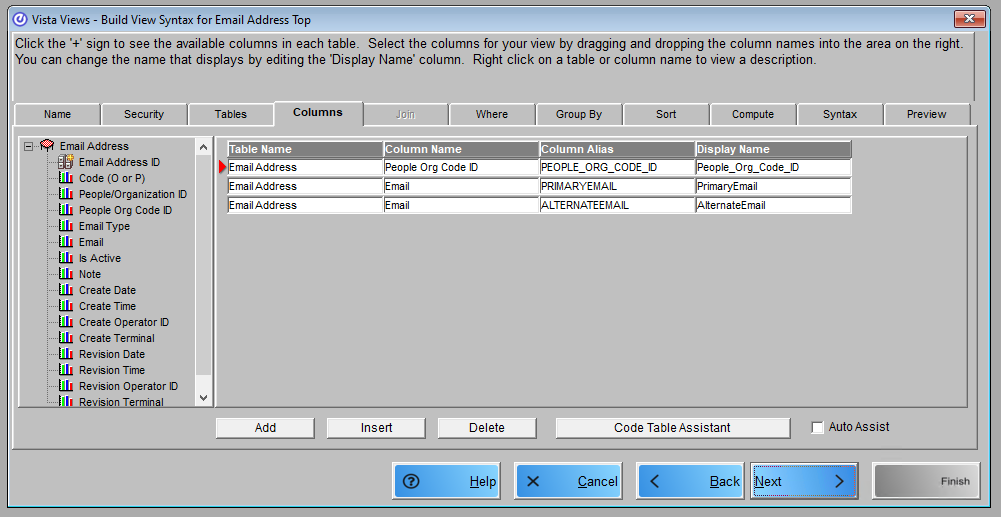 Vista Views - Build View Syntax for Email Address Top
Click the '+' sign to see the available columns in each table. Select the columns for your view by dragging and dropping the column names into the area on the right.
You can change the name that displays by editing the 'Display Name' column. Right click on a table or column name to view a description.
Name Security Tables Columns Join Where Group By Sort Compute Syntax Preview
Email Address
Email Address ID
Code (O or P)
People/Organization ID
People Org Code ID
Email Type
Email
Is Active
Note
Create Date
Create Time
Create Operator ID
Create Terminal
Revision Date
Revision Time
Revision Operator ID
Revision Terminal
Table Name Column Name Column Alias Display Name
Email Address People Org Code ID PEOPLE_ORG_CODE_ID People_Org_Code_ID
Email Address Email PRIMARYEMAIL PrimaryEmail
Email Address Email ALTERNATEEMAIL AlternateEmail
Add Insert Delete Code Table Assistant Auto Assist
Help Cancel Back Next Finish